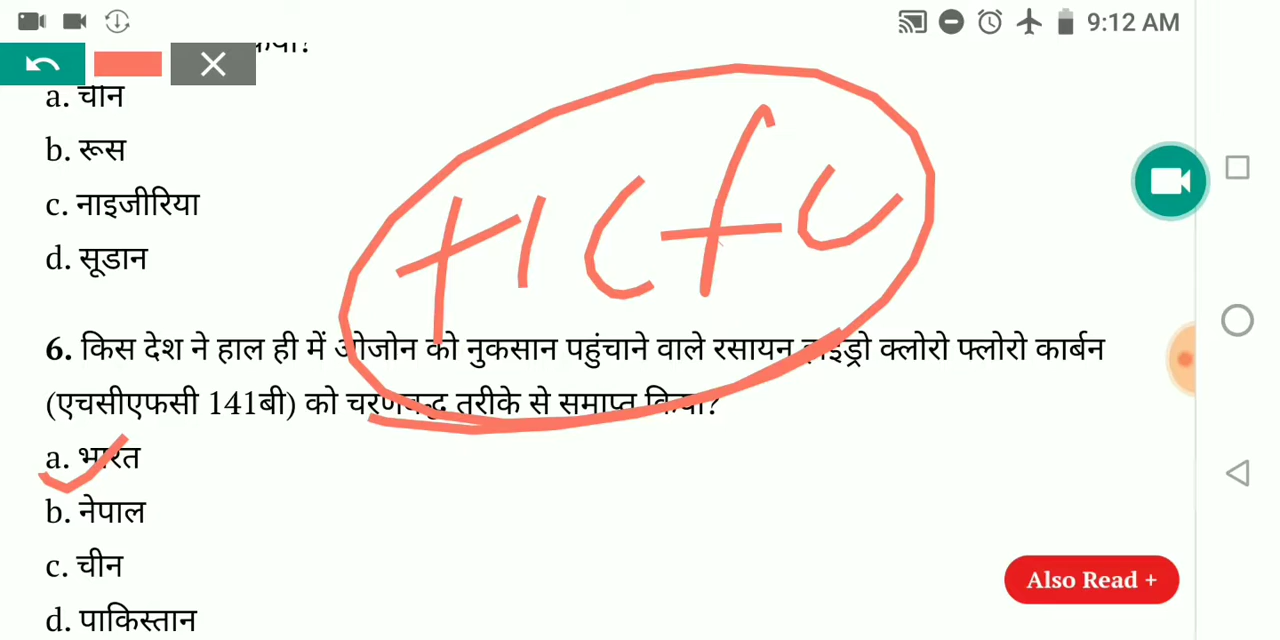 9:12 AM
a. चीन
b. रूस
c. नाइजीरिया
d. सूडान
HCFC
6. किस देश ने हाल ही में ओजोन को नुकसान पहुंचाने वाले रसायन हाइड्रो क्लोरो फ्लोरो कार्बन
(एचसीएफसी 141बी) को चरणबद्ध तरीके से समाप्त किया?
a. भारत
b. नेपाल
c. चीन
d. पाकिस्तान
Also Read +